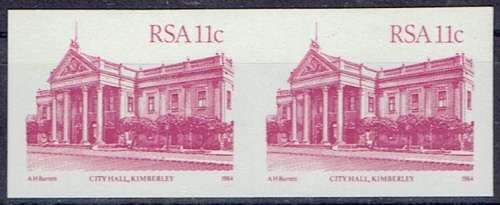 RSA 11c
A H Barrett CITY HALL, KIMBERLEY 1984
RSA 11c
A H Barrett CITY HALL, KIMBERLEY 1984